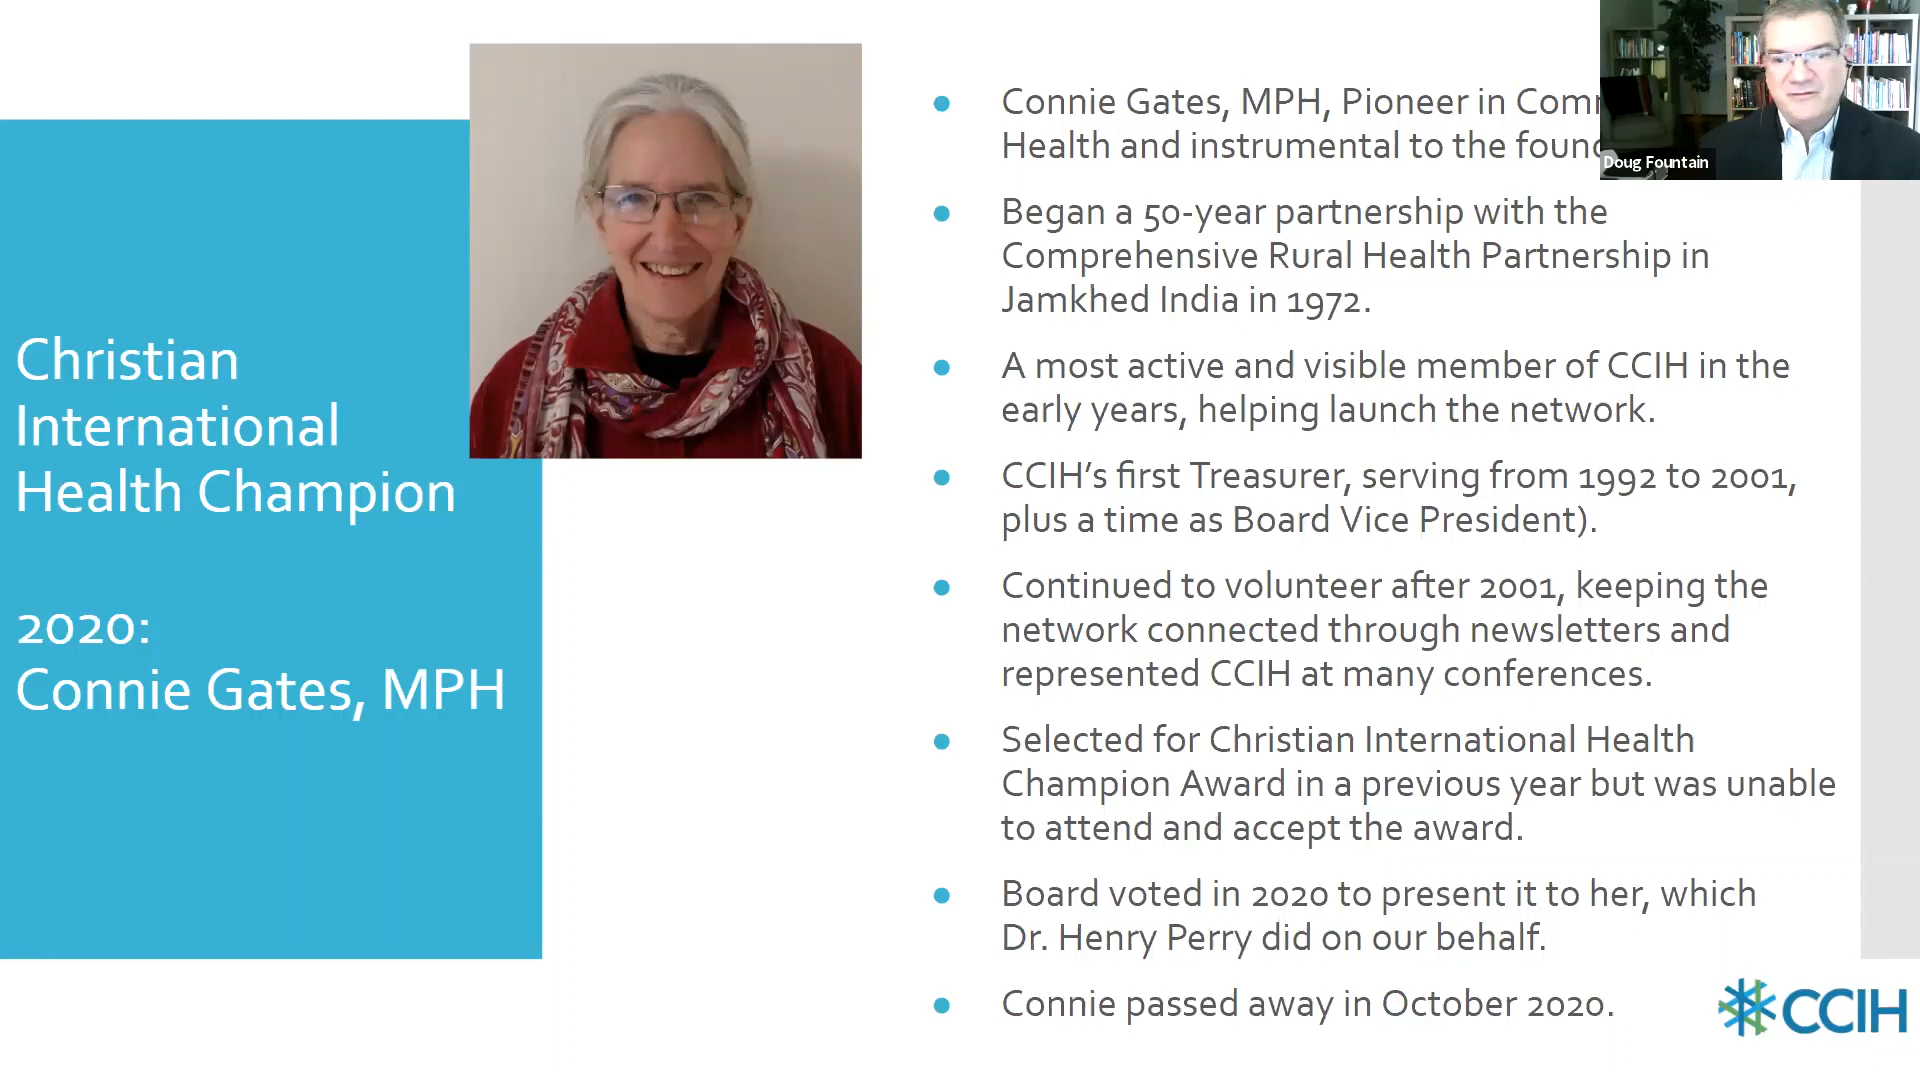 Christian
International
Health Champion
2020:
Connie Gates, MPH
Connie Gates, MPH, Pioneer in
Health and instrumental to the
Began a 50-year partnership with the
Comprehensive Rural Health Partnership in
Jamkhed India in 1972.
A most active and visible member of CCIH in the
early years, helping launch the network.
CCIH’s first Treasurer, serving from 1992 to 2001,
plus a time as Board Vice President).
Continued to volunteer after 2001, keeping the
network connected through newsletters and
represented CCIH at many conferences.
Selected for Christian International Health
Champion Award in a previous year but was unable
to attend and accept the award.
Board voted in 2020 to present it to her, which
Dr. Henry Perry did on our behalf.
Connie passed away in October 2020.
Doug Fountain
CCIH